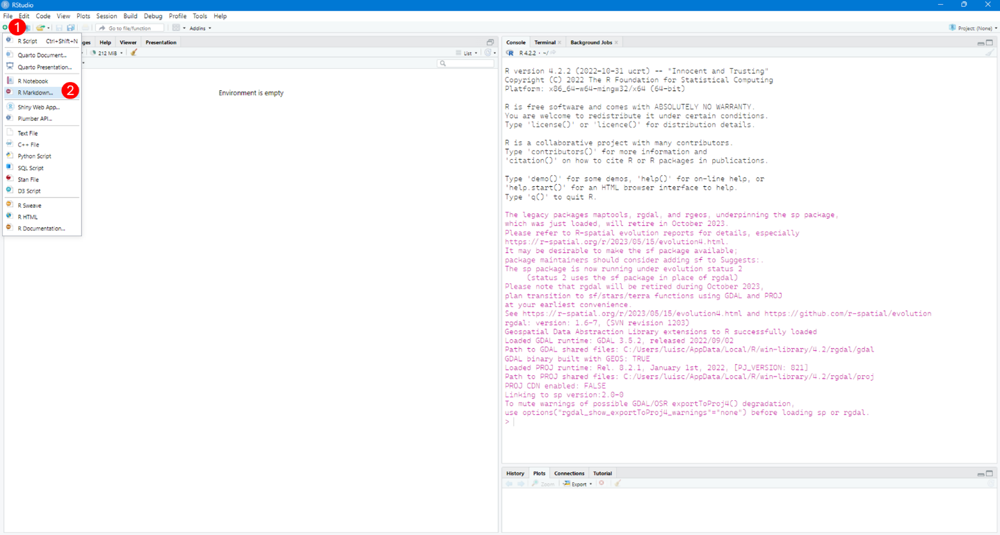 RStudio
File Edit Code View Plots Session Build Debug Profile Tools Help
1
Go to file/function
Addins
Project: (None)
R Script Ctrl+Shift+N
Quarto Document...
Quarto Presentation...
R Notebook
R Markdown...
2
Shiny Web App...
Plumber API...
Text File
C++ File
Python Script
SQL Script
Stan File
D3 Script
R Sweave
R HTML
R Documentation...
ges Help Viewer Presentation
212 MiB
List
Environment is empty
Console Terminal Background Jobs
R 4.2.2 · ~/
R version 4.2.2 (2022-10-31 ucrt) -- "Innocent and Trusting"
Copyright (C) 2022 The R Foundation for Statistical Computing
Platform: x86_64-w64-mingw32/x64 (64-bit)
R is free software and comes with ABSOLUTELY NO WARRANTY.
You are welcome to redistribute it under certain conditions.
Type 'license()' or 'licence()' for distribution details.
R is a collaborative project with many contributors.
Type 'contributors()' for more information and
'citation()' on how to cite R or R packages in publications.
Type 'demo()' for some demos, 'help()' for on-line help, or
'help.start()' for an HTML browser interface to help.
Type 'q()' to quit R.
The legacy packages maptools, rgdal, and rgeos, underpinning the sp package,
which was just loaded, will retire in October 2023.
Please refer to R-spatial evolution reports for details, especially
https://r-spatial.org/r/2023/05/15/evolution4.html.
It may be desirable to make the sf package available;
package maintainers should consider adding sf to Suggests:.
The sp package is now running under evolution status 2
(status 2 uses the sf package in place of rgdal)
Please note that rgdal will be retired during October 2023,
plan transition to sf/stars/terra functions using GDAL and PROJ
at your earliest convenience.
See https://r-spatial.org/r/2023/05/15/evolution4.html and https://github.com/r-spatial/evolution
rgdal: version: 1.6-7, (SVN revision 1203)
Geospatial Data Abstraction Library extensions to R successfully loaded
Loaded GDAL runtime: GDAL 3.5.2, released 2022/09/02
Path to GDAL shared files: C:/Users/luisc/AppData/Local/R/win-library/4.2/rgdal/gdal
GDAL binary built with GEOS: TRUE
Loaded PROJ runtime: Rel. 8.2.1, January 1st, 2022, [PJ_VERSION: 821]
Path to PROJ shared files: C:/Users/luisc/AppData/Local/R/win-library/4.2/rgdal/proj
PROJ CDN enabled: FALSE
Linking to sp version:2.0-0
To mute warnings of possible GDAL/OSR exportToProj4() degradation,
use options("rgdal_show_exportToProj4_warnings"="none") before loading sp or rgdal.
>
History Plots Connections Tutorial
Zoom Export